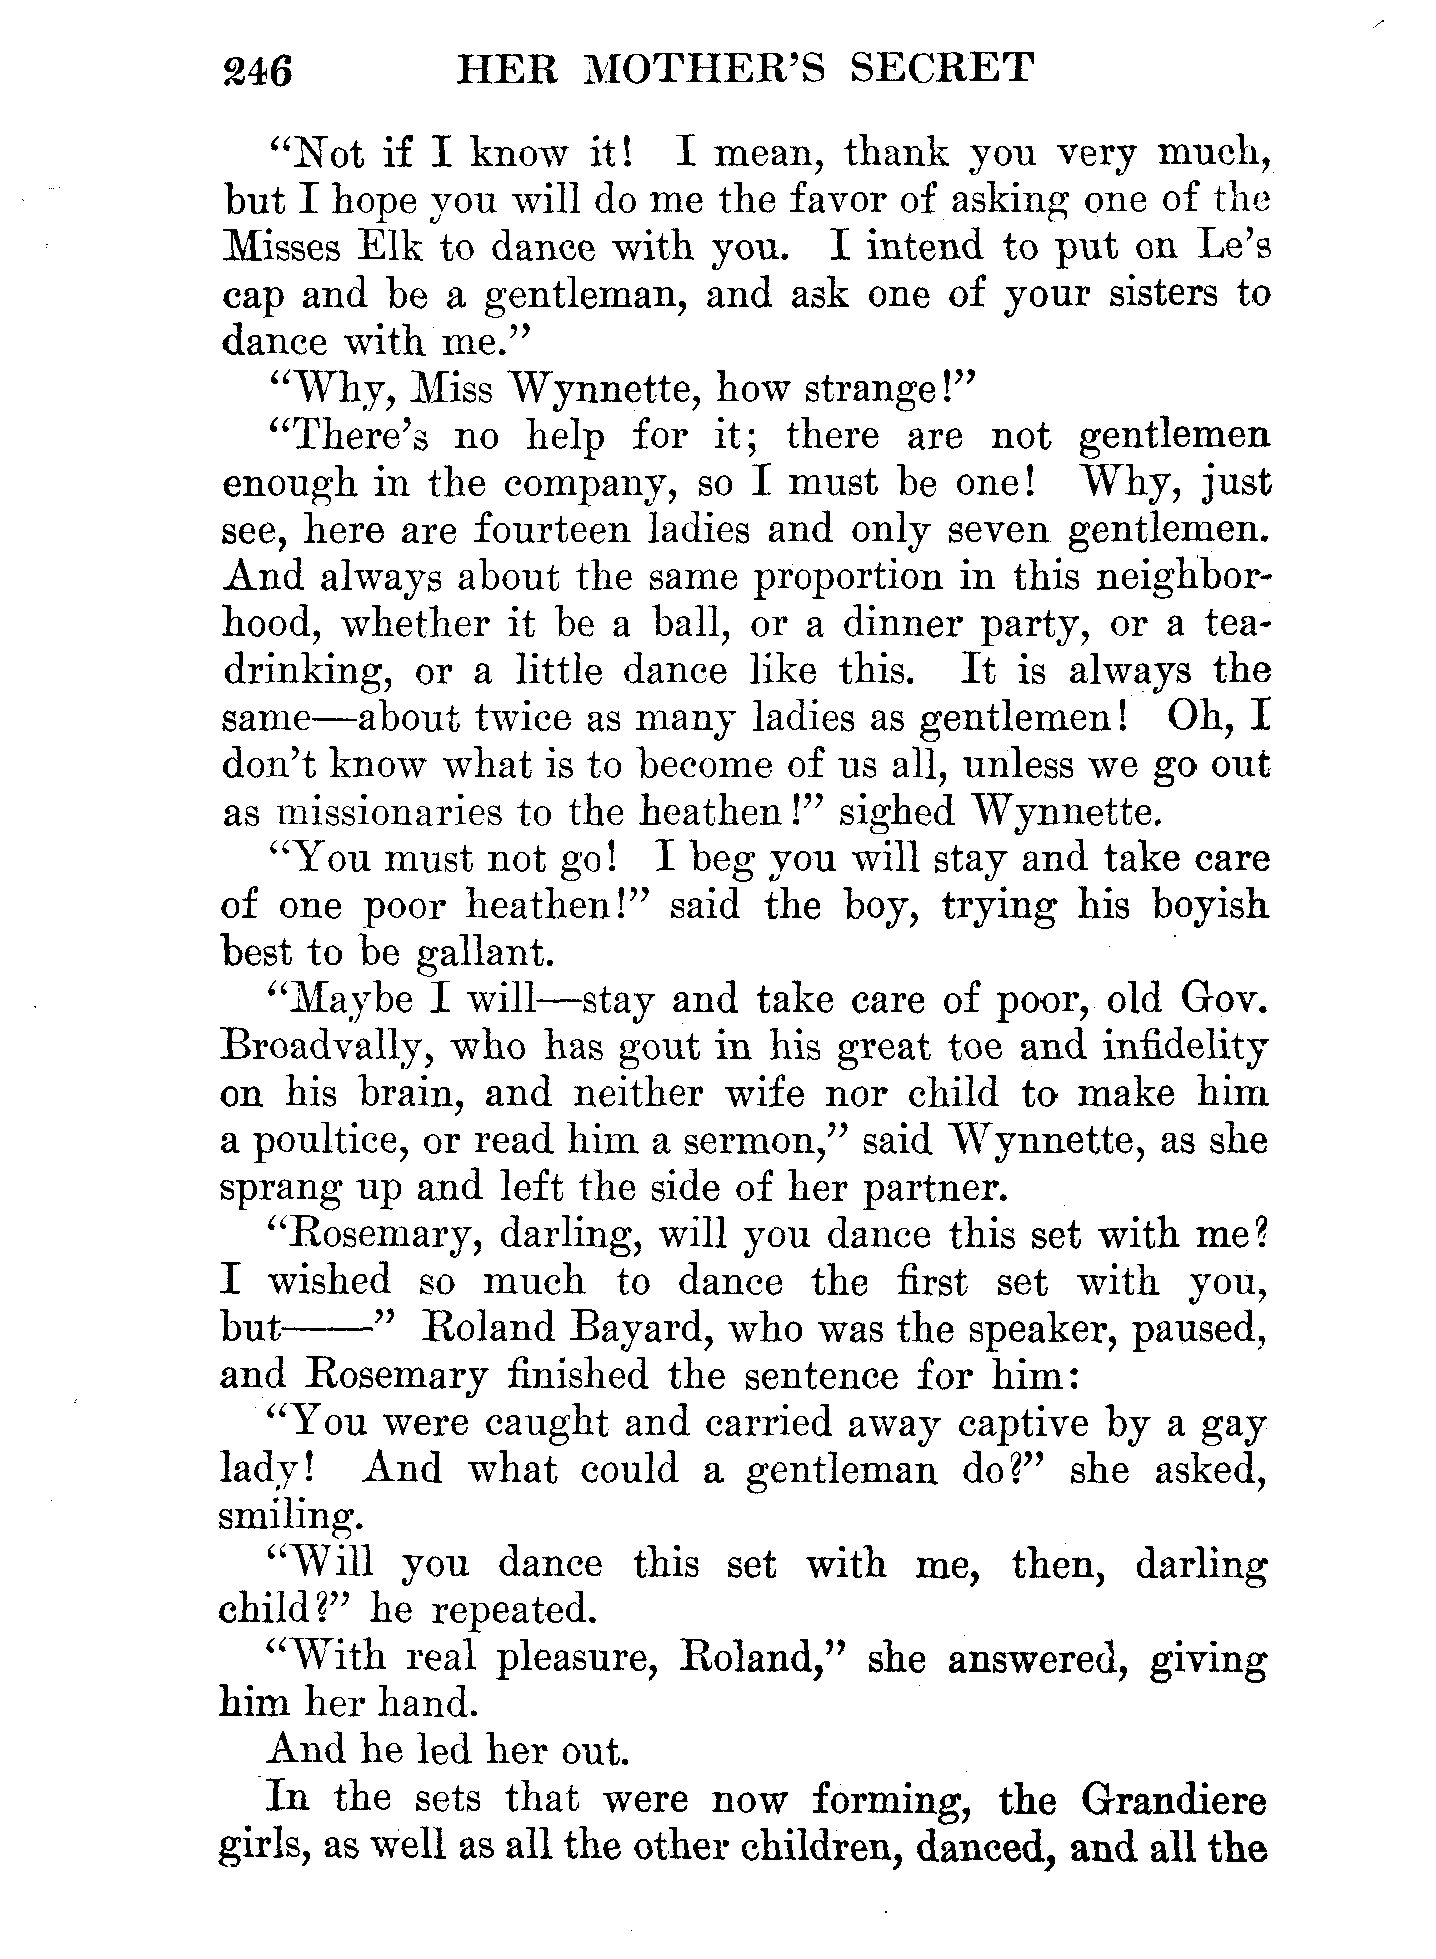 246 HER MOTHER'S SECRET
"Not if I know it! I mean, thank you very much,
but I hope you will do me the favor of asking one of the
Misses Elk to dance with you. I intend to put on Le's
cap and be a gentleman, and ask one of your sisters to
dance with me."
"Why, Miss Wynnette, how strange!"
"There's no help for it; there are not gentlemen
enough in the company, so I must be one! Why, just
see, here are fourteen ladies and only seven gentlemen.
And always about the same proportion in this neighbor-
hood, whether it be a ball, or a dinner party, or a tea-
drinking, or a little dance like this. It is always the
same—about twice as many ladies as gentlemen! Oh, I
don't know what is to become of us all, unless we go out
as missionaries to the heathen!" sighed Wynnette.
"You must not go! I beg you will stay and take care
of one poor heathen!" said the boy, trying his boyish
best to be gallant.
"Maybe I will—stay and take care of poor, old Gov.
Broadvally, who has gout in his great toe and infidelity
on his brain, and neither wife nor child to make him
a poultice, or read him a sermon," said Wynnette, as she
sprang up and left the side of her partner.
"Rosemary, darling, will you dance this set with me?
I wished so much to dance the first set with you,
but——" Roland Bayard, who was the speaker, paused,
and Rosemary finished the sentence for him:
"You were caught and carried away captive by a gay
lady! And what could a gentleman do?" she asked,
smiling.
"Will you dance this set with me, then, darling
child?" he repeated.
"With real pleasure, Roland," she answered, giving
him her hand.
And he led her out.
In the sets that were now forming, the Grandiere
girls, as well as all the other children, danced, and all the